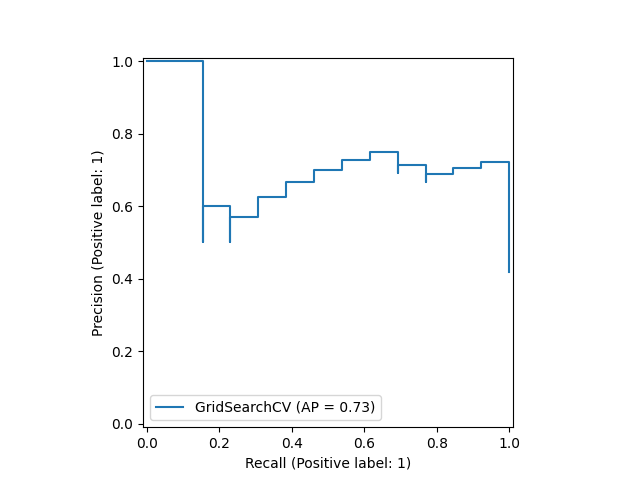 1.0
0.8
0.6
0.4
0.2
0.0
Precision (Positive label: 1)
GridSearchCV (AP = 0.73)
0.0 0.2 0.4 0.6 0.8 1.0
Recall (Positive label: 1)